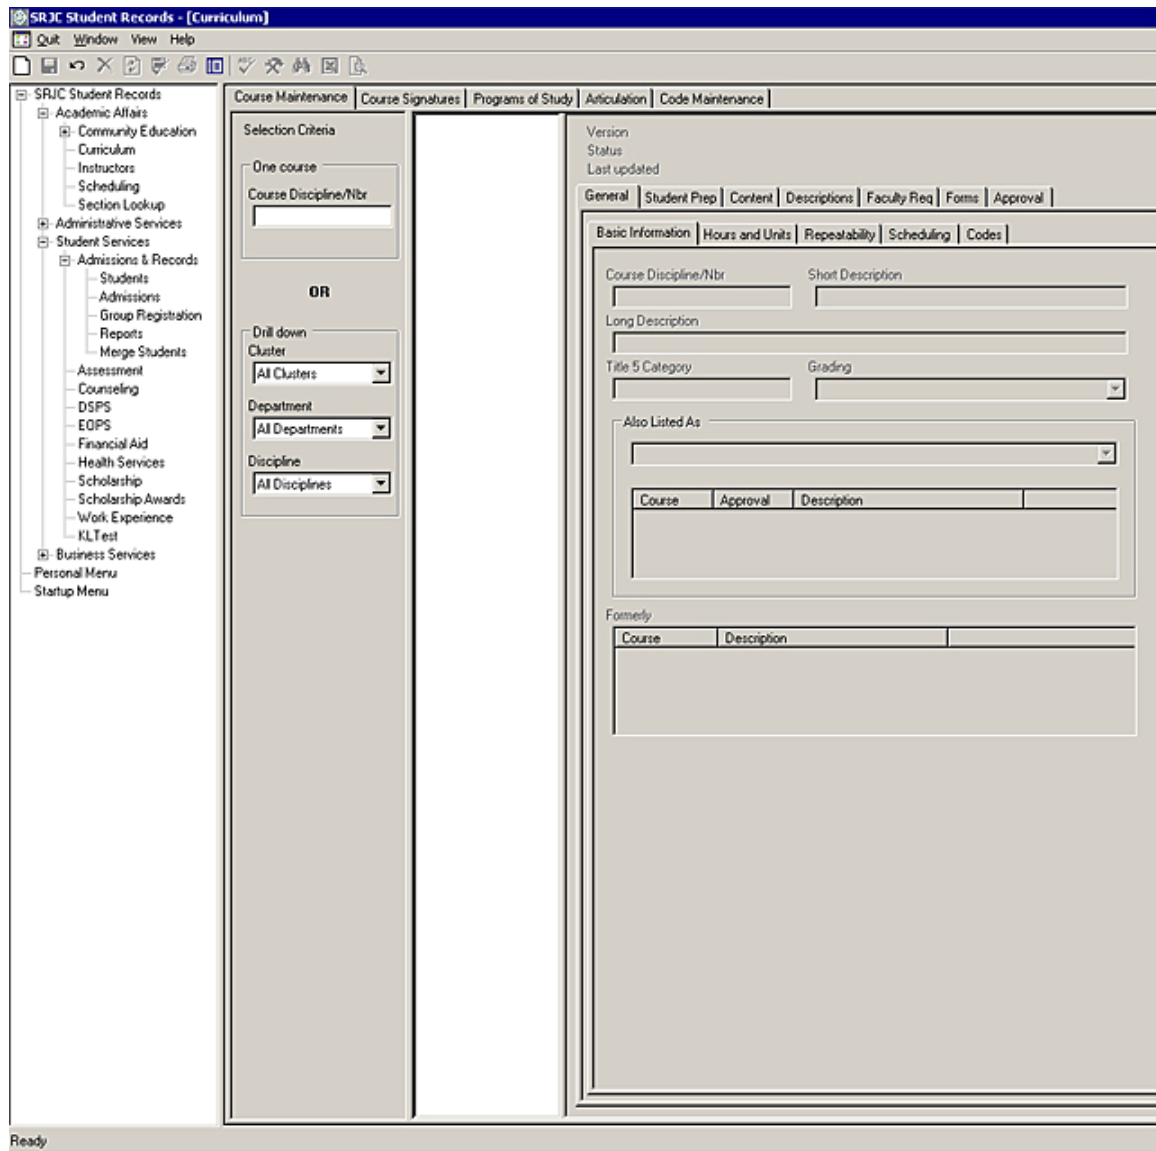 SRJC Student Records - [Curriculum]
Quit Window View Help
SRJC Student Records
Academic Affairs
Community Education
Curriculum
Instructors
Scheduling
Section Lookup
Administrative Services
Student Services
Admissions & Records
Students
Admissions
Group Registration
Reports
Merge Students
Assessment
Counseling
DSPS
EOPS
Financial Aid
Health Services
Scholarship
Scholarship Awards
Work Experience
KLTest
Business Services
Personal Menu
Startup Menu
Course Maintenance Course Signatures Programs of Study Articulation Code Maintenance
Selection Criteria
One course
Course Discipline/Nbr
OR
Drill down
Cluster
All Clusters
Department
All Departments
Discipline
All Disciplines
Version
Status
Last updated
General Student Prep Content Descriptions Faculty Req Forms Approval
Basic Information Hours and Units Repeatability Scheduling Codes
Course Discipline/Nbr Short Description
Long Description
Title 5 Category Grading
Also Listed As
Course Approval Description
Formerly
Course Description
Ready